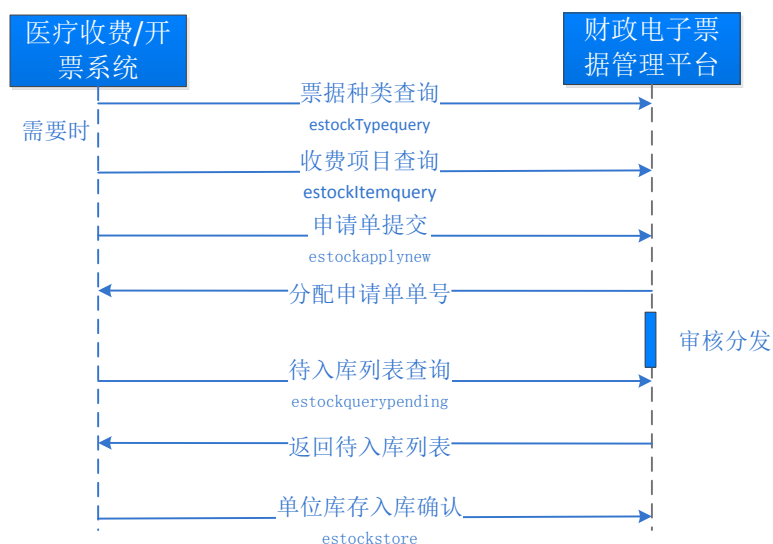 医疗收费/开
票系统
财政电子票
据管理平台
票据种类查询
estockTypequery
需要时
收费项目查询
estockItemquery
申请单提交
estockapplynew
分配申请单单号
审核分发
待入库列表查询
estockquerypending
返回待入库列表
单位库存入库确认
estockstore